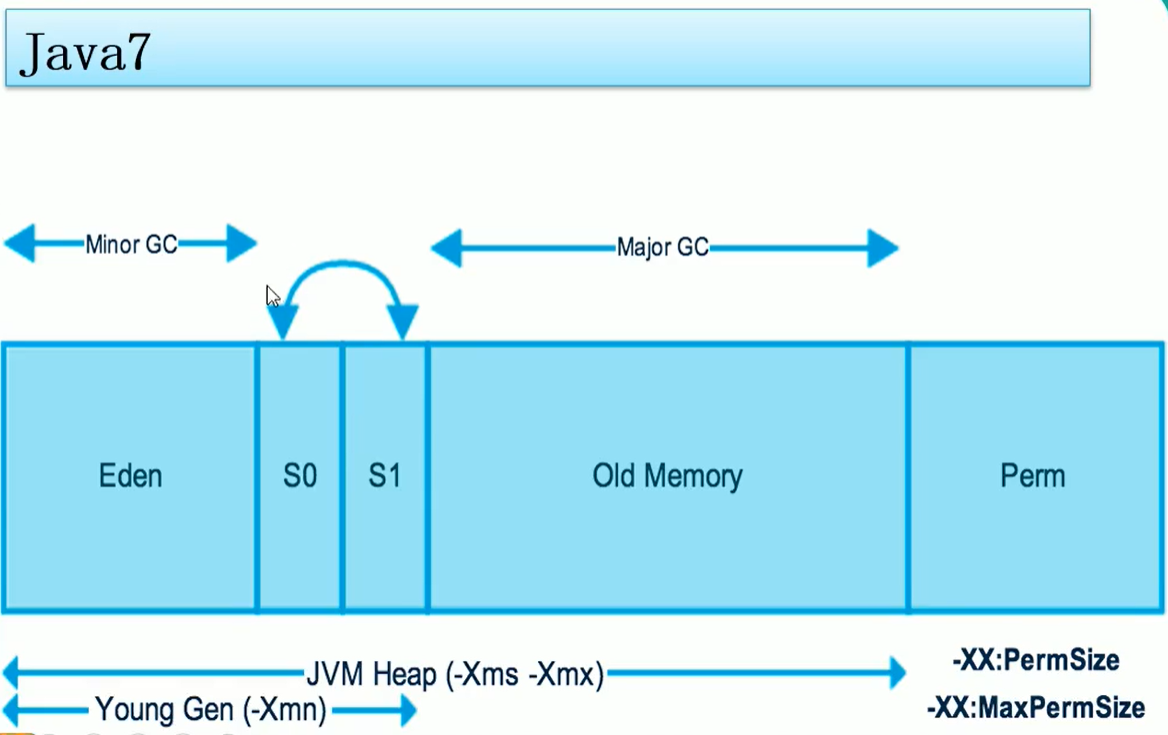 Java7
Minor GC
Major GC
Eden
S0
S1
Old Memory
Perm
JVM Heap (-Xms -Xmx)
-XX:PermSize
Young Gen (-Xmn)
-XX:MaxPermSize